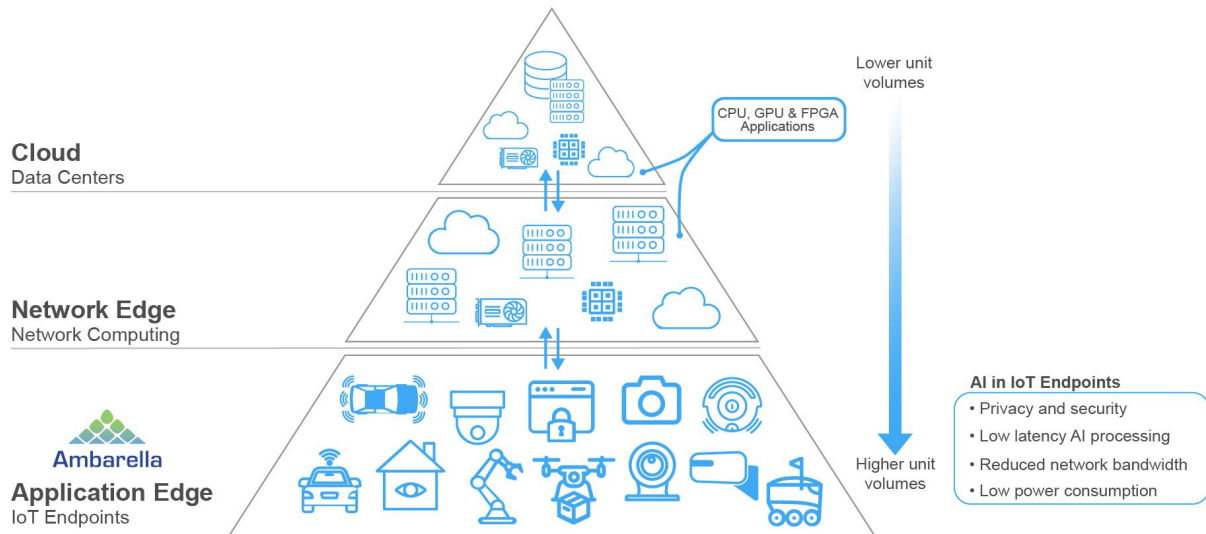 Lower unit
volumes
CPU, GPU & FPGA
Applications
Cloud
Data Centers
Network Edge
Network Computing
Ambarella
Application Edge
IoT Endpoints
Higher unit
volumes
AI in IoT Endpoints
• Privacy and security
• Low latency AI processing
• Reduced network bandwidth
• Low power consumption